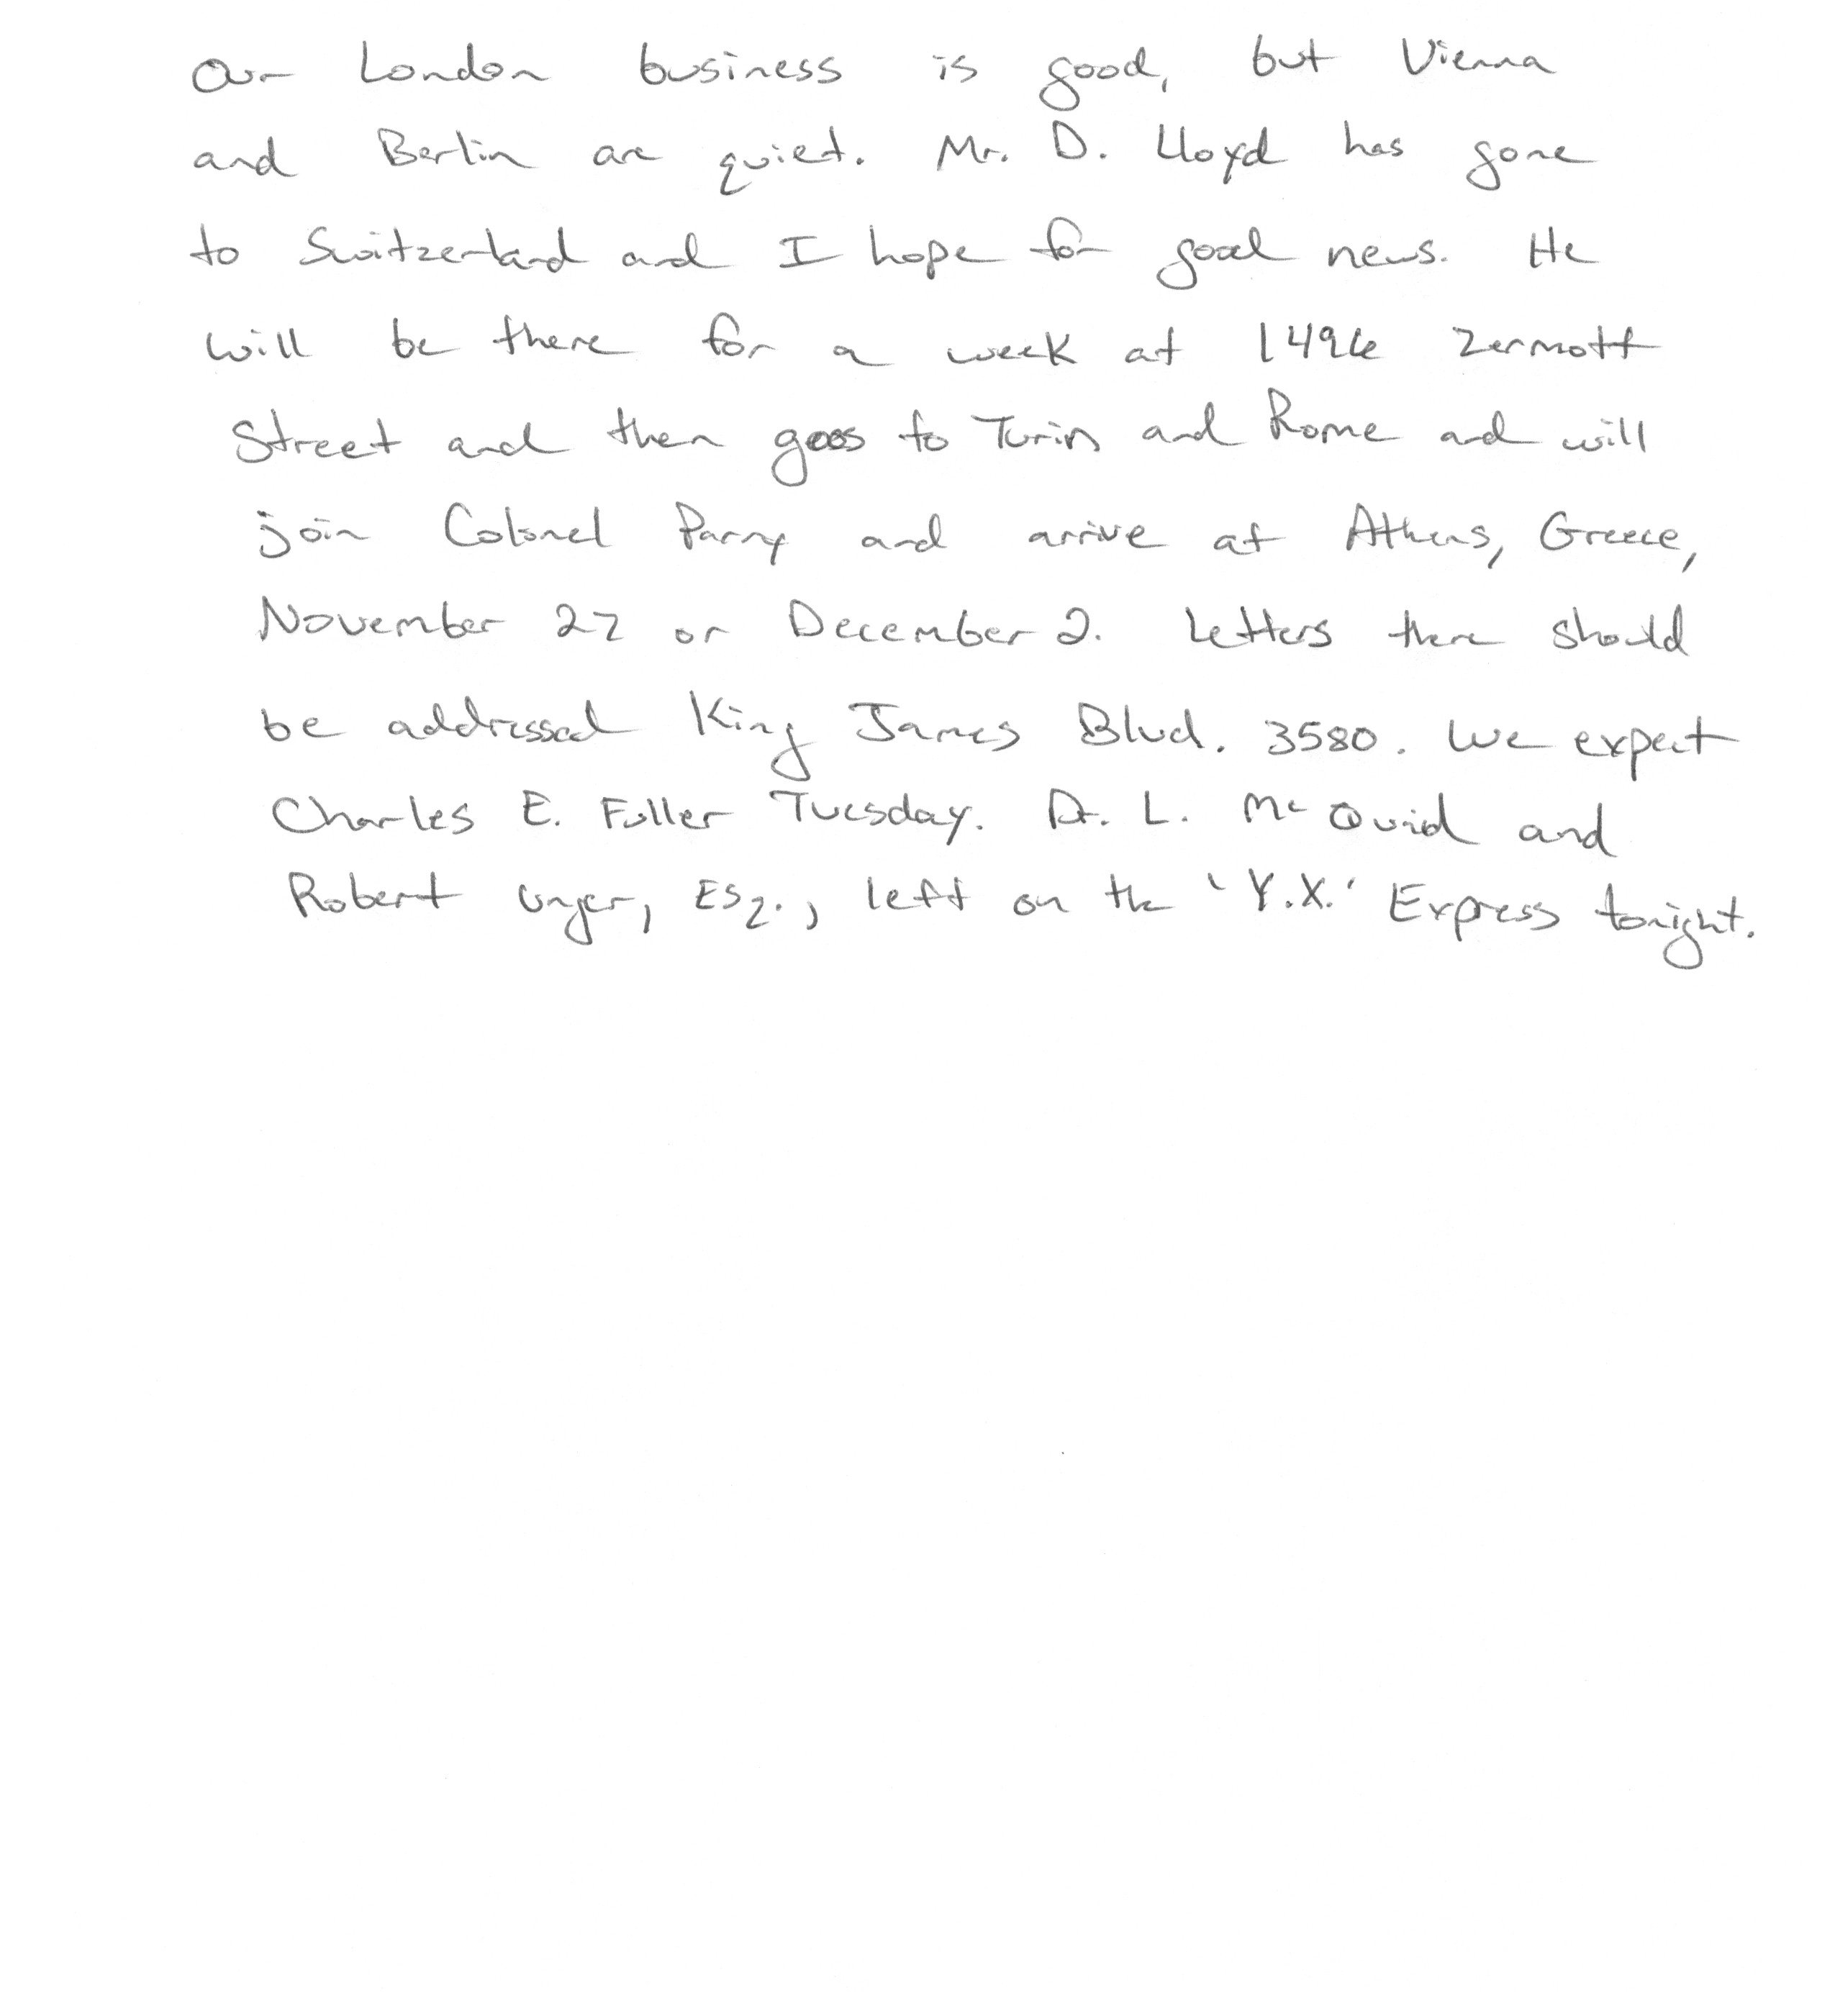 Our London business is good, but Vienna
and Berlin are quiet. Mr. D. Lloyd has gone
to Switzerland and I hope for good news. He
will be there for a week at 1496 Zermott
Street and then goes to Turin and Rome and will
join Colonel Parry and arrive at Athens, Greece,
November 27 or December 2. Letters there should
be addressed King James Blvd. 3580. We expect
Charles E. Fuller Tuesday. Dr. L. McQuid and
Robert Unger, Esq., left on the 'Y.X.' Express tonight.